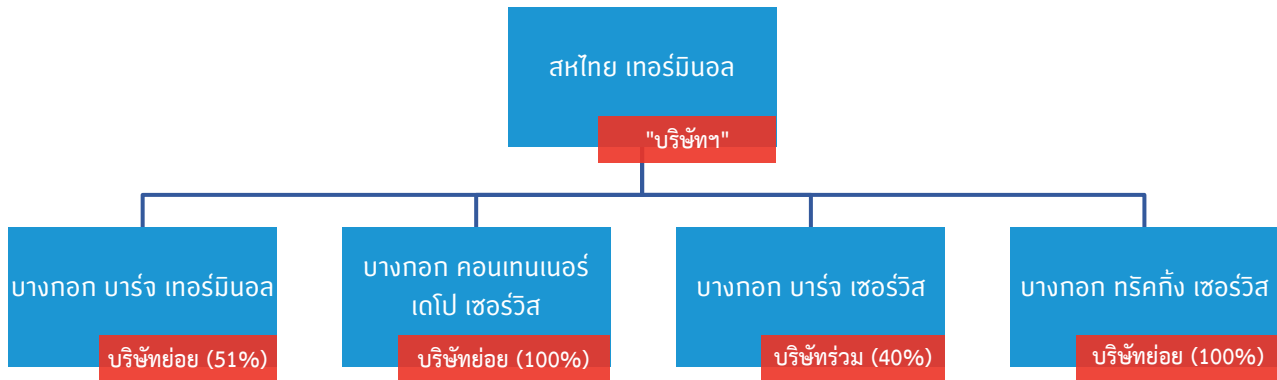 สหไทย เทอร์มินอล
"บริษัทฯ"
บางกอก บาร์จ เทอร์มินอล
บริษัทย่อย (51%)
บางกอก คอนเทนเนอร์
เดโป เซอร์วิส
บริษัทย่อย (100%)
บางกอก บาร์จ เซอร์วิส
บริษัทร่วม (40%)
บางกอก ทรัคกิ้ง เซอร์วิส
บริษัทย่อย (100%)